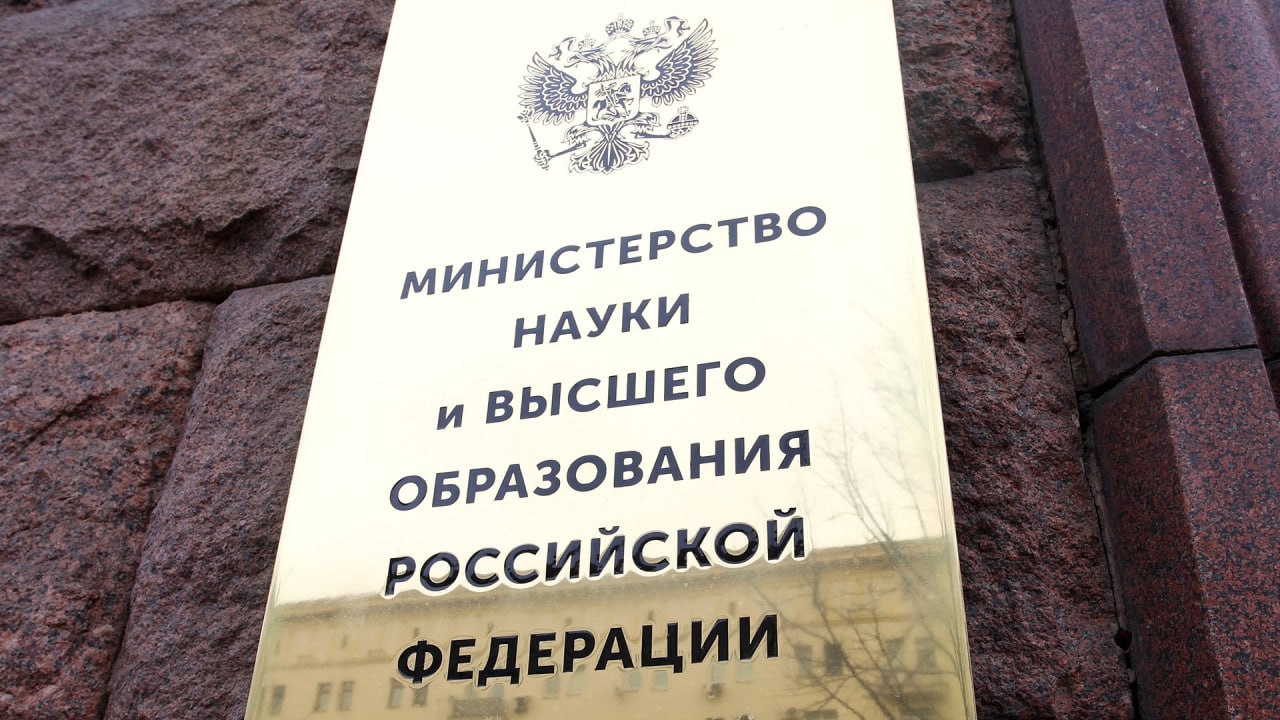 МИНИСТЕРСТВО
НАУКИ
и ВЫСШЕГО
ОБРАЗОВАНИЯ
РОССИЙСКОЙ
ФЕДЕРАЦИИ